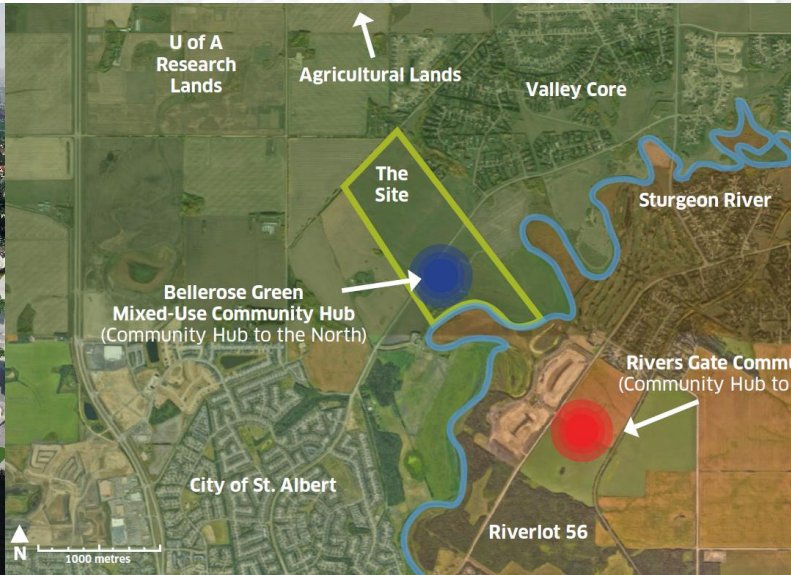 U of A
Research
Lands
Agricultural Lands
Valley Core
The
Site
Sturgeon River
Bellerose Green
Mixed-Use Community Hub
(Community Hub to the North)
Rivers Gate
(Community Hub to
City of St. Albert
Riverlot 56
N
1000 metres